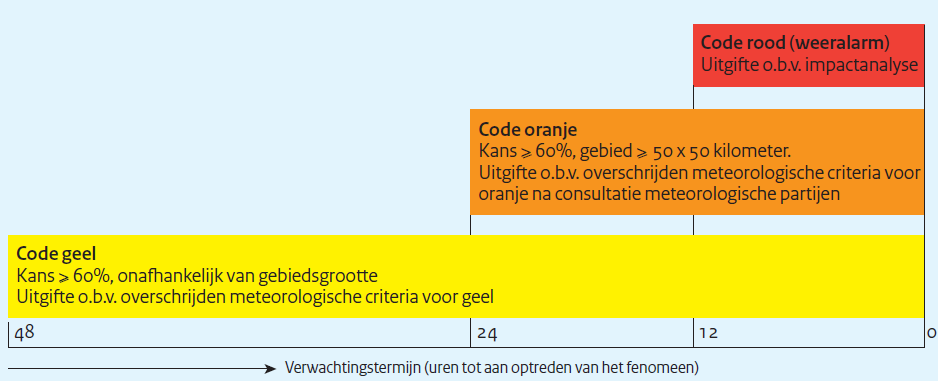 Code rood (weeralarm)
Uitgifte o.b.v. impactanalyse
Code oranje
Kans ⩾ 60%, gebied ⩾ 50 x 50 kilometer.
Uitgifte o.b.v. overschrijden meteorologische criteria voor
oranje na consultatie meteorologische partijen
Code geel
Kans ⩾ 60%, onafhankelijk van gebiedsgrootte
Uitgifte o.b.v. overschrijden meteorologische criteria voor geel
48 24 12 0
Verwachtingstermijn (uren tot aan optreden van het fenomeen)